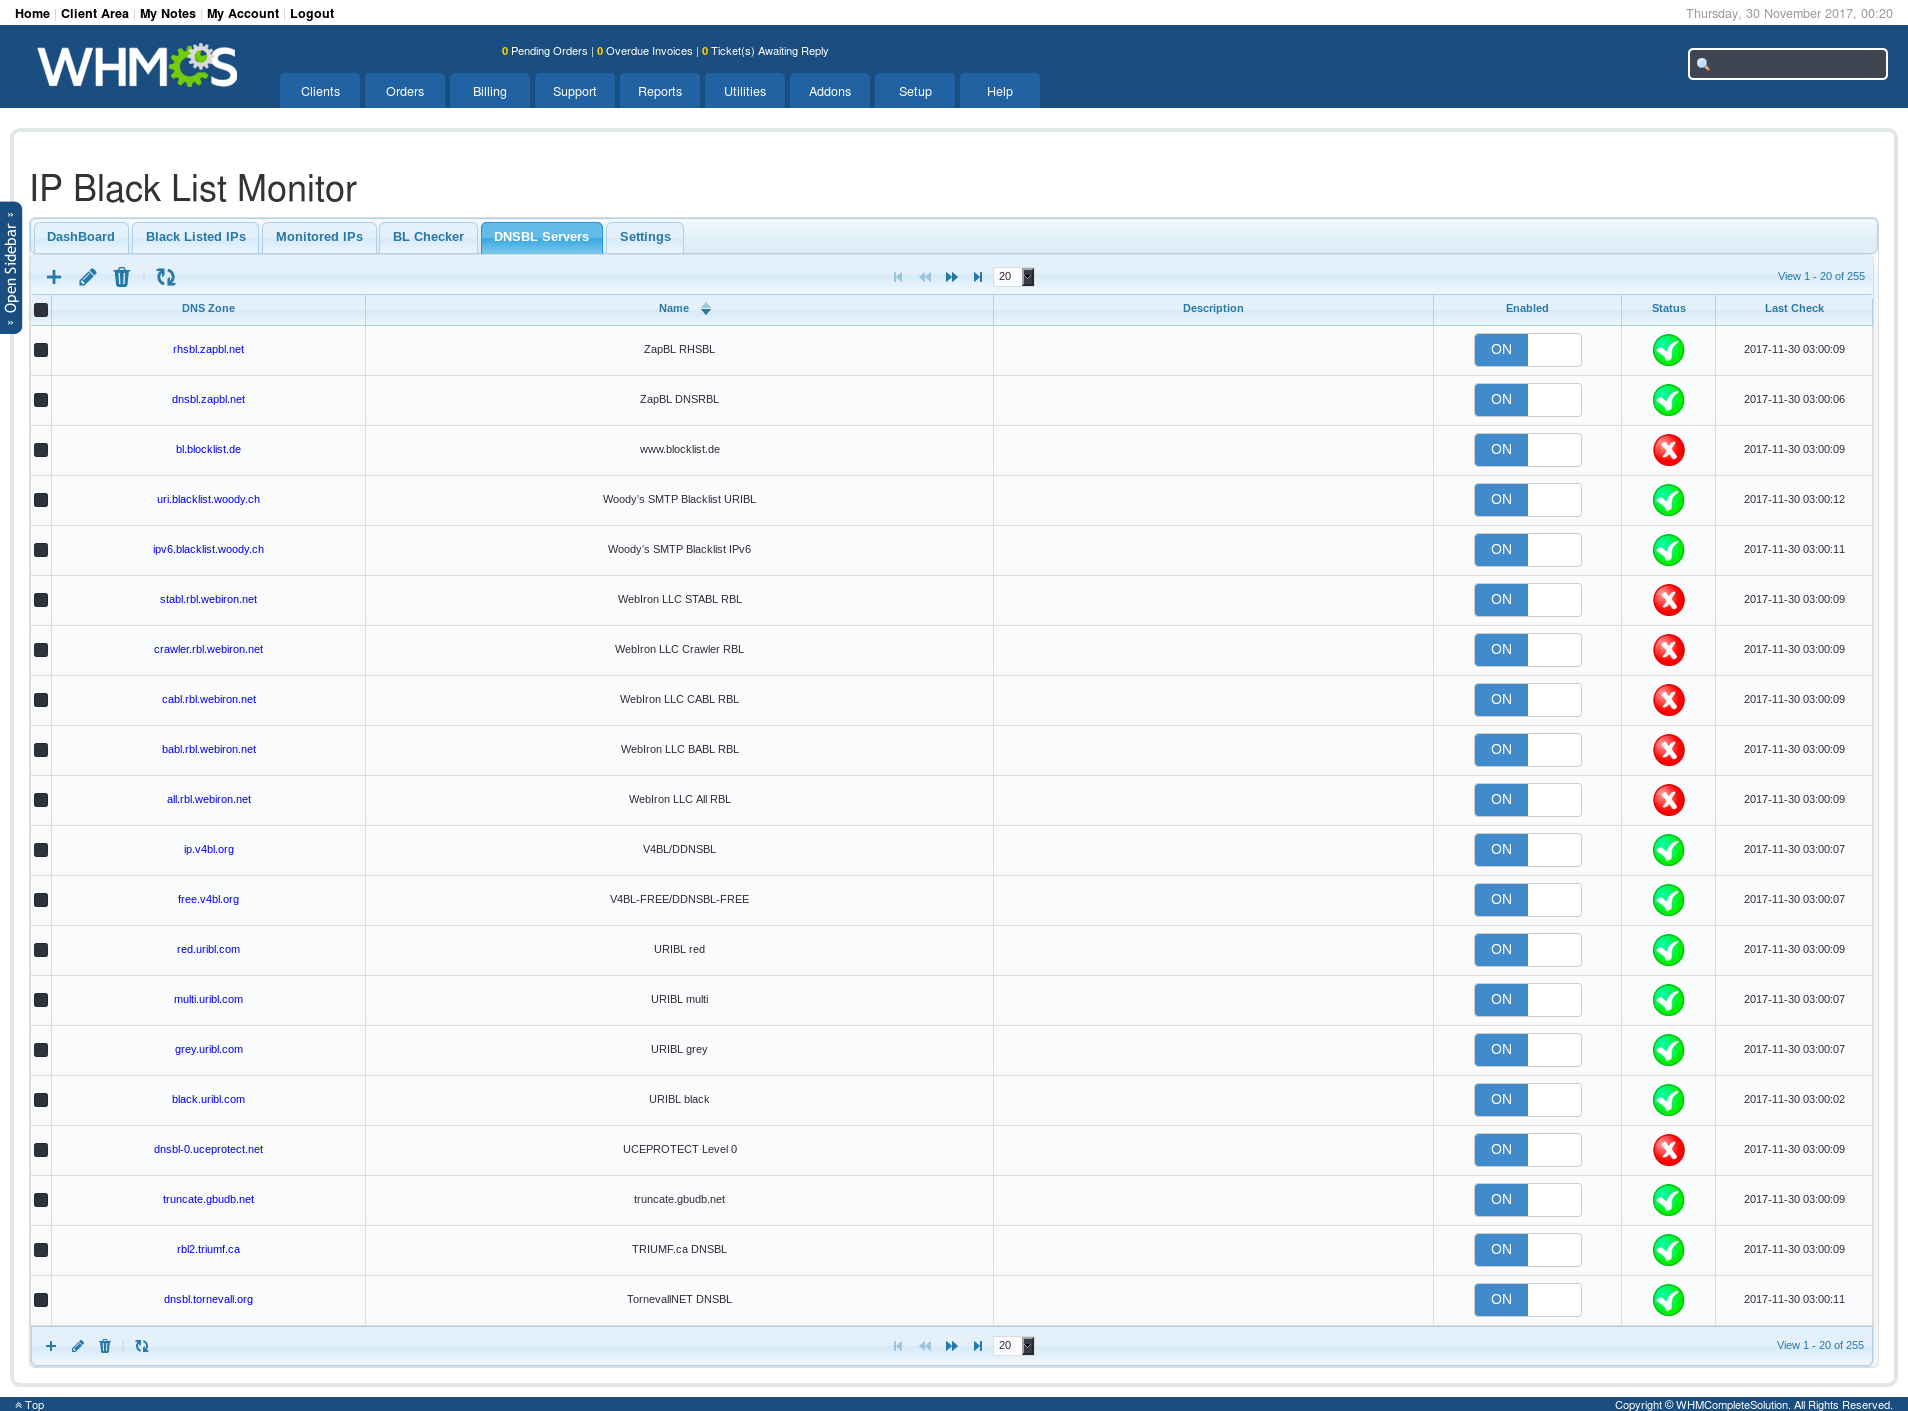 Home | Client Area | My Notes | My Account | Logout
Thursday, 30 November 2017, 00:20
WHMCS
0 Pending Orders | 0 Overdue Invoices | 0 Ticket(s) Awaiting Reply
Clients Orders Billing Support Reports Utilities Addons Setup Help
IP Black List Monitor
» Open Sidebar »
DashBoard Black Listed IPs Monitored IPs BL Checker DNSBL Servers Settings
20 View 1 - 20 of 255
DNS Zone Name Description Enabled Status Last Check
rhsbl.zapbl.net ZapBL RHSBL ON 2017-11-30 03:00:09
dnsbl.zapbl.net ZapBL DNSRBL ON 2017-11-30 03:00:06
bl.blocklist.de www.blocklist.de ON 2017-11-30 03:00:09
uri.blacklist.woody.ch Woody's SMTP Blacklist URIBL ON 2017-11-30 03:00:12
ipv6.blacklist.woody.ch Woody's SMTP Blacklist IPv6 ON 2017-11-30 03:00:11
stabl.rbl.webiron.net WebIron LLC STABL RBL ON 2017-11-30 03:00:09
crawler.rbl.webiron.net WebIron LLC Crawler RBL ON 2017-11-30 03:00:09
cabl.rbl.webiron.net WebIron LLC CABL RBL ON 2017-11-30 03:00:09
babl.rbl.webiron.net WebIron LLC BABL RBL ON 2017-11-30 03:00:09
all.rbl.webiron.net WebIron LLC All RBL ON 2017-11-30 03:00:09
ip.v4bl.org V4BL/DDNSBL ON 2017-11-30 03:00:07
free.v4bl.org V4BL-FREE/DDNSBL-FREE ON 2017-11-30 03:00:07
red.uribl.com URIBL red ON 2017-11-30 03:00:09
multi.uribl.com URIBL multi ON 2017-11-30 03:00:07
grey.uribl.com URIBL grey ON 2017-11-30 03:00:07
black.uribl.com URIBL black ON 2017-11-30 03:00:02
dnsbl-0.uceprotect.net UCEPROTECT Level 0 ON 2017-11-30 03:00:09
truncate.gbudb.net truncate.gbudb.net ON 2017-11-30 03:00:09
rbl2.triumf.ca TRIUMF.ca DNSBL ON 2017-11-30 03:00:09
dnsbl.tornevall.org TornevallNET DNSBL ON 2017-11-30 03:00:11
20 View 1 - 20 of 255
Top
Copyright © WHMCompleteSolution. All Rights Reserved.